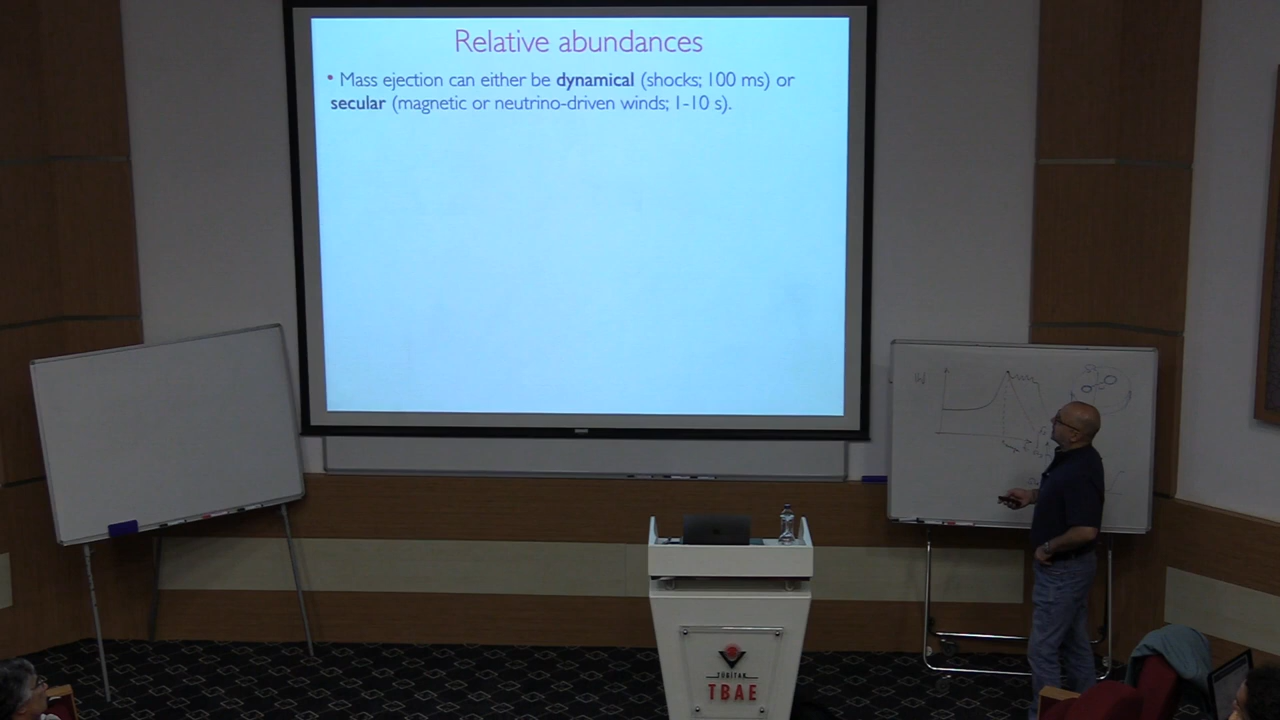 Relative abundances
• Mass ejection can either be dynamical (shocks; 100 ms) or
secular (magnetic or neutrino-driven winds; 1-10 s).
TÜBİTAK
TBAE